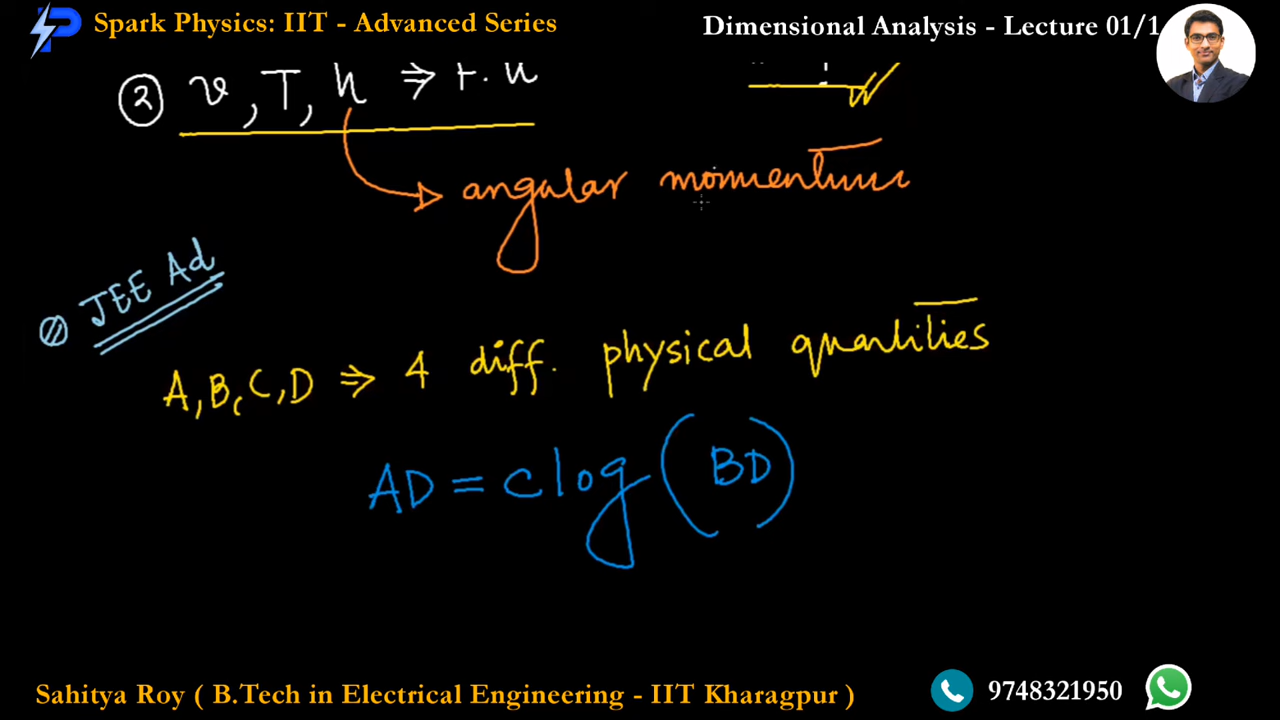 Spark Physics: IIT - Advanced Series
Dimensional Analysis - Lecture 01/1
② v, T, h ⇒
angular momentum
JEE Ad
A, B, C, D ⇒ 4 diff. physical quantities
AD = C log (BD)
Sahitya Roy ( B.Tech in Electrical Engineering - IIT Kharagpur )
9748321950